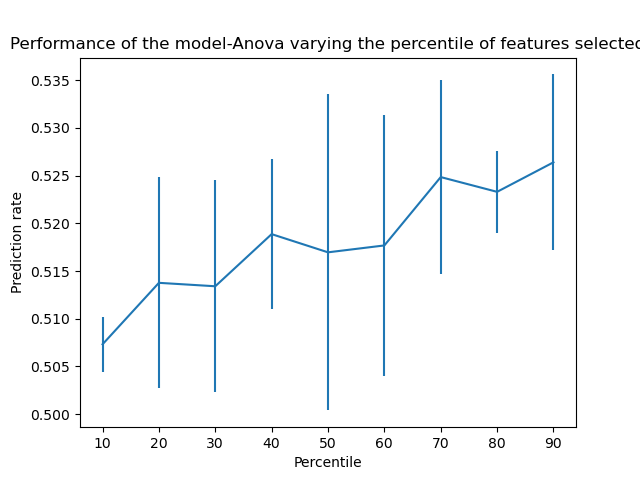 Performance of the model-Anova varying the percentile of features selected
0.535
0.530
0.525
0.520
0.515
0.510
0.505
0.500
Prediction rate
10 20 30 40 50 60 70 80 90
Percentile